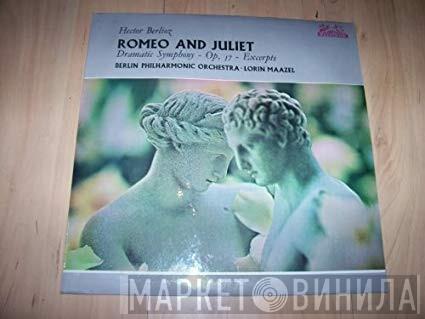 Hector Berlioz
ROMEO AND JULIET
Dramatic Symphony - Op. 17 - Excerpts
BERLIN PHILHARMONIC ORCHESTRA · LORIN MAAZEL
МАРКЕТ ВИНИЛА